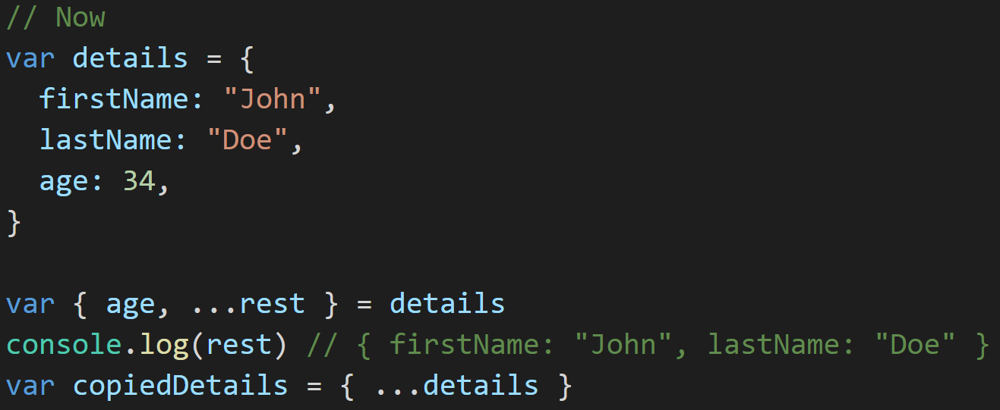 // Now
var details = {
  firstName: "John",
  lastName: "Doe",
  age: 34,
}

var { age, ...rest } = details
console.log(rest) // { firstName: "John", lastName: "Doe" }
var copiedDetails = { ...details }